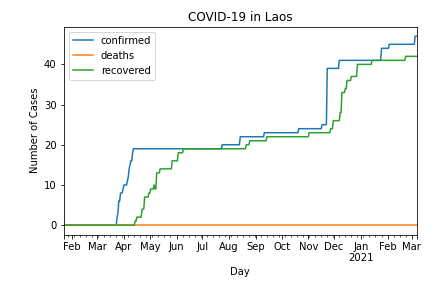 COVID-19 in Laos
confirmed
deaths
recovered
Number of Cases
40
30
20
10
0
Feb Mar Apr May Jun Jul Aug Sep Oct Nov Dec Jan Feb Mar
2021
Day